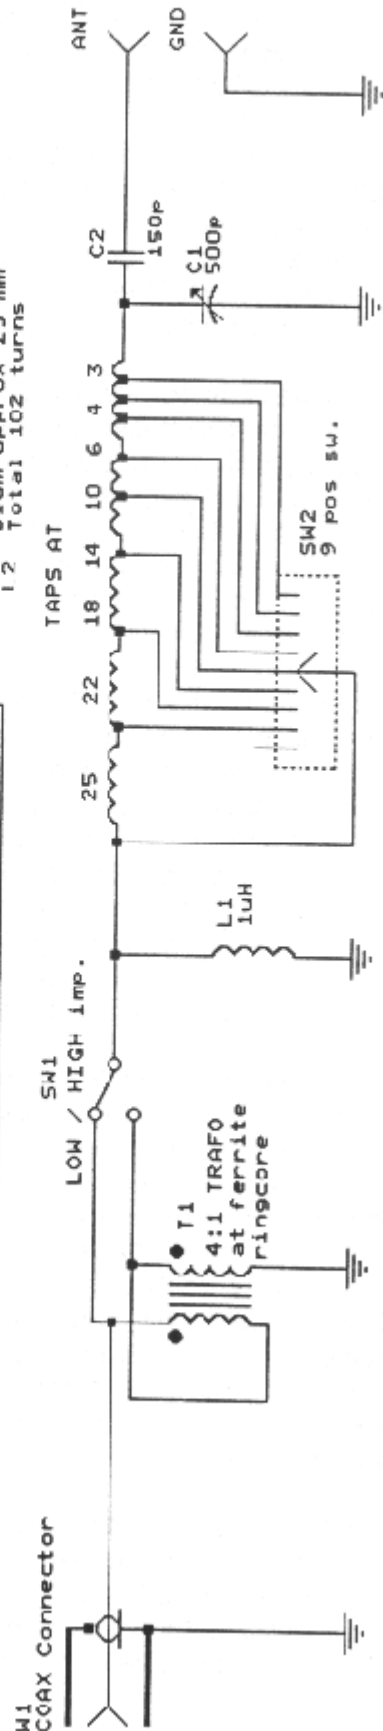 W1
COAX Connector
SW1
LOW / HIGH imp.
T1
4:1 TRAFO
at ferrite
ringcore
L1
1uH
L2
Total 102 turns
TAPS AT
25
22
18
14
10
6
4
3
SW2
9 pos sw.
C2
150p
C1
500p
ANT
GND